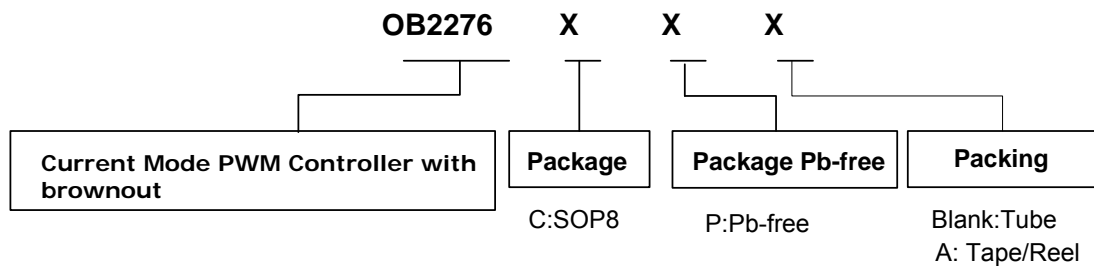 OB2276 X X X
Current Mode PWM Controller with
brownout
Package
Package Pb-free
Packing
C:SOP8
P:Pb-free
Blank:Tube
A: Tape/Reel